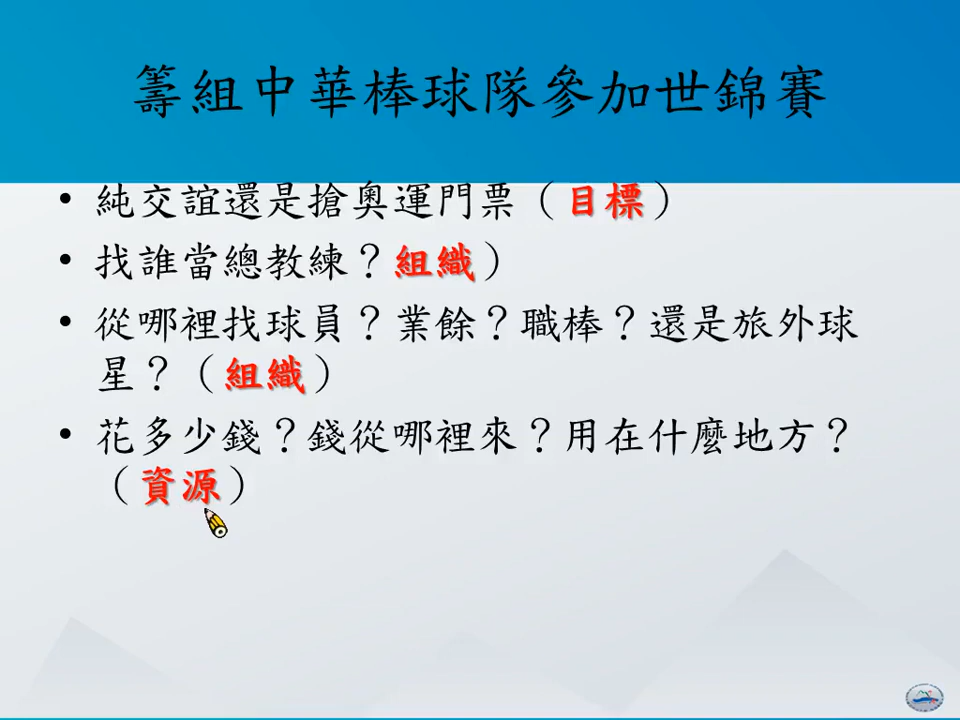 籌組中華棒球隊參加世錦賽
• 純交誼還是搶奧運門票（目標）
• 找誰當總教練？組織）
• 從哪裡找球員？業餘？職棒？還是旅外球
星？（組織）
• 花多少錢？錢從哪裡來？用在什麼地方？
（資源）